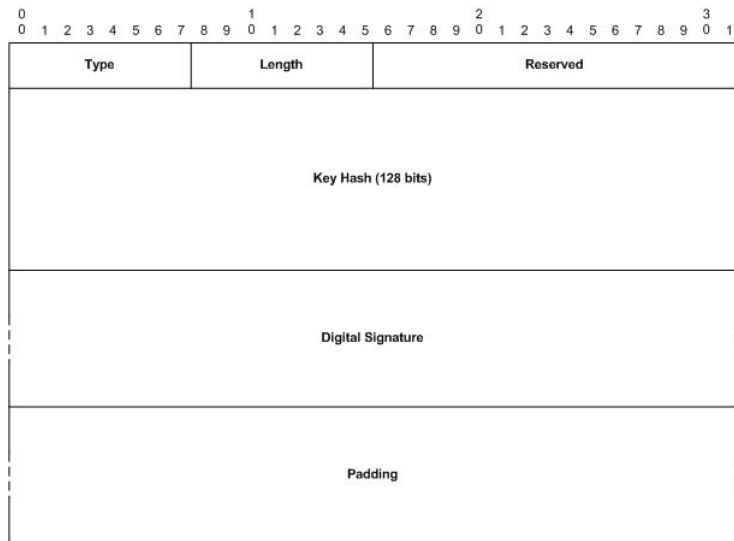 0 1 2 3
0 1 2 3 4 5 6 7 8 9 0 1 2 3 4 5 6 7 8 9 0 1 2 3 4 5 6 7 8 9 0 1
Type Length Reserved
Key Hash (128 bits)
Digital Signature
Padding